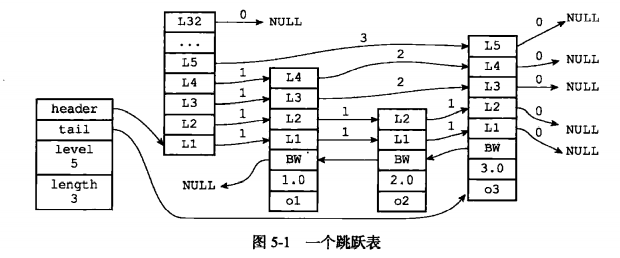 header
tail
level
5
length
3
L32
...
L5
L4
L3
L2
L1
0
NULL
3
1
1
1
1
L4
L3
L2
L1
BW
1.0
o1
NULL
2
2
1
1
L2
L1
BW
2.0
o2
1
1
L5
L4
L3
L2
L1
BW
3.0
o3
0
NULL
0
NULL
0
NULL
0
NULL
0
NULL
图 5-1 一个跳跃表